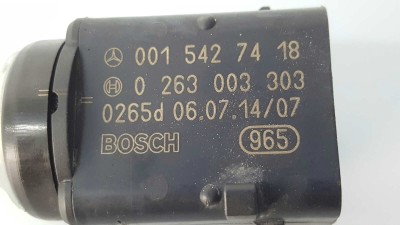 001 542 74 18
0 263 003 303
0265d 06.07.14/07
BOSCH 965